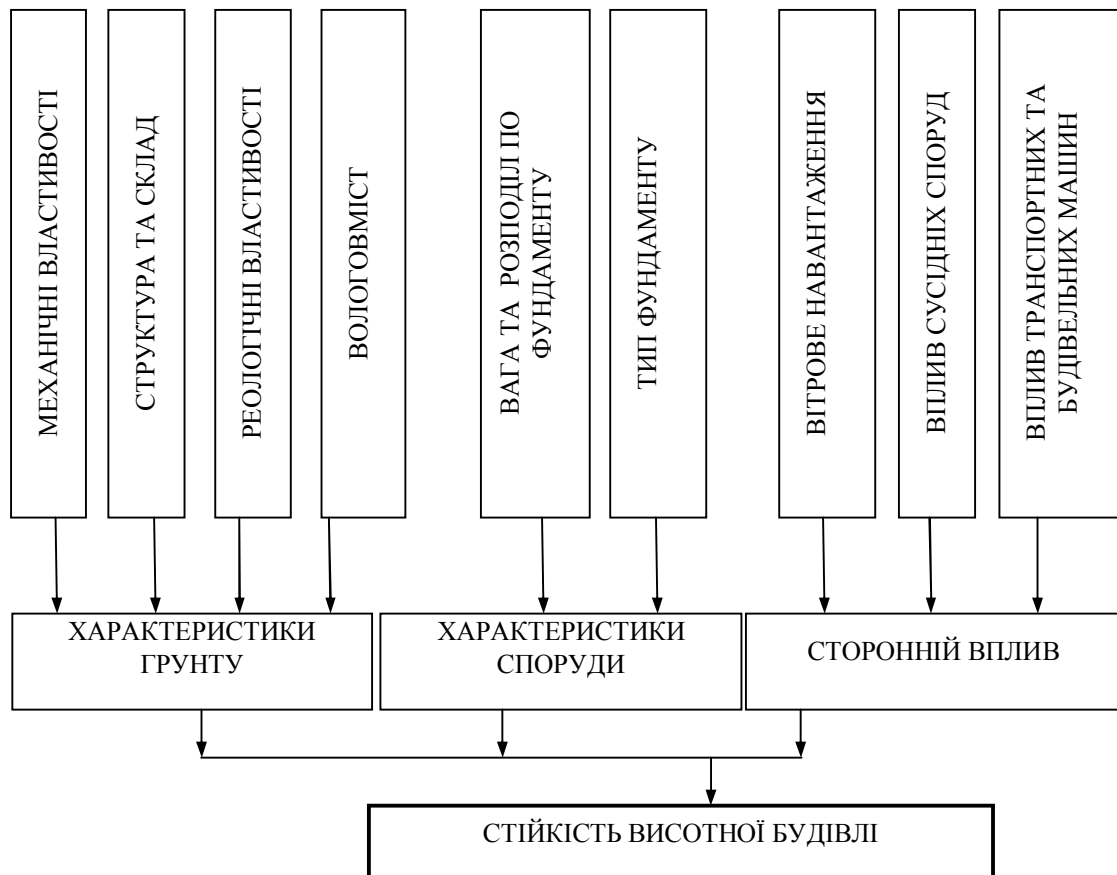 МЕХАНІЧНІ ВЛАСТИВОСТІ
СТРУКТУРА ТА СКЛАД
РЕОЛОГІЧНІ ВЛАСТИВОСТІ
ВОЛОГОВМІСТ
ВАГА ТА РОЗПОДІЛ ПО
ФУНДАМЕНТУ
ТИП ФУНДАМЕНТУ
ВІТРОВЕ НАВАНТАЖЕННЯ
ВПЛИВ СУСІДНІХ СПОРУД
ВПЛИВ ТРАНСПОРТНИХ ТА
БУДІВЕЛЬНИХ МАШИН
ХАРАКТЕРИСТИКИ
ГРУНТУ
ХАРАКТЕРИСТИКИ
СПОРУДИ
СТОРОННІЙ ВПЛИВ
СТІЙКІСТЬ ВИСОТНОЇ БУДІВЛІ